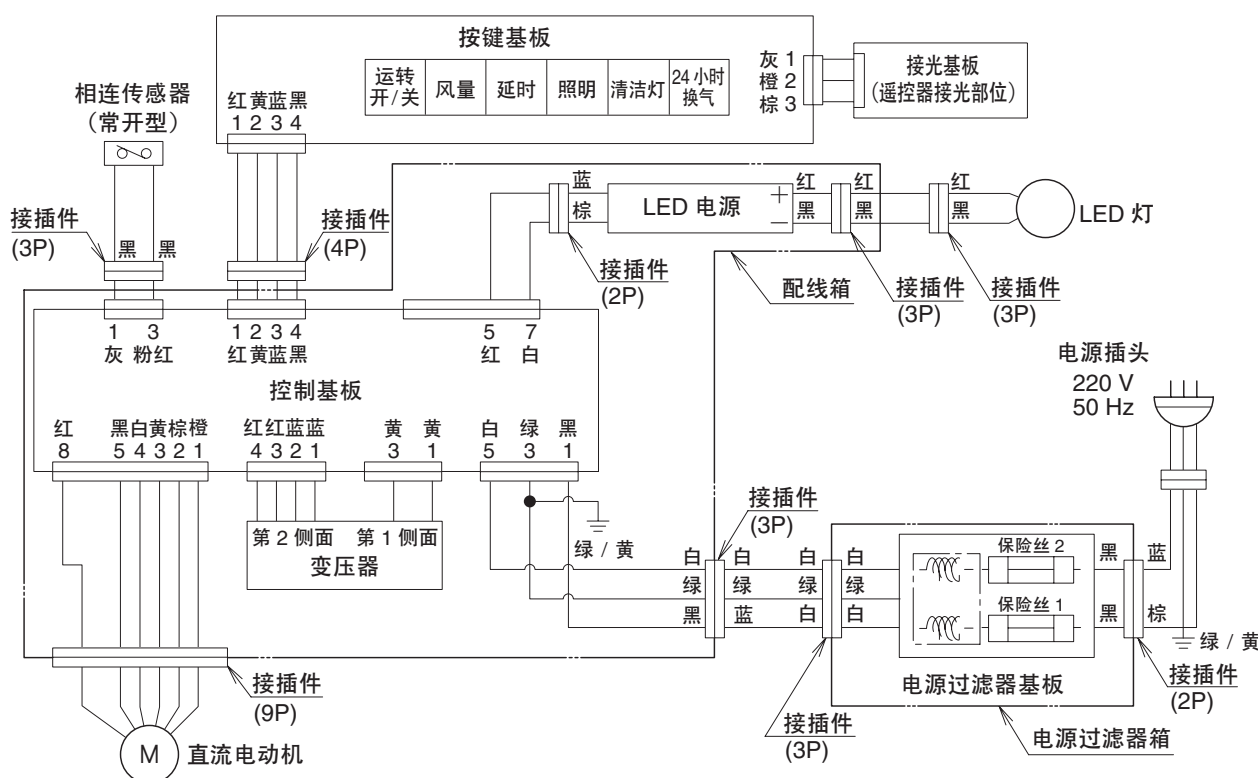 按键基板
运转 开/关
风量
延时
照明
清洁灯
24 小时 换气
灰 1
橙 2
棕 3
接光基板
(遥控器接光部位)
相连传感器
(常开型)
红黄蓝黑
1 2 3 4
接插件
(3P)
黑 黑
接插件
(4P)
蓝
棕
LED 电源
+
−
红 红 红
黑 黑 黑
LED 灯
接插件
(2P)
配线箱
接插件
(3P)
接插件
(3P)
1 3
灰 粉红
1 2 3 4
红黄蓝黑
5 7
红 白
控制基板
电源插头
220 V
50 Hz
红 黑白黄棕橙
8 5 4 3 2 1
红红蓝蓝
4 3 2 1
黄 黄
3 1
白 绿 黑
5 3 1
第 2 侧面 第 1 侧面
变压器
绿 / 黄
接插件
(3P)
白 白 白 白
绿 绿 绿 绿
黑 蓝 白 白
保险丝 2
保险丝 1
黑 蓝
黑 棕
绿 / 黄
电源过滤器基板
接插件
(2P)
接插件
(9P)
接插件
(3P)
电源过滤器箱
M
直流电动机